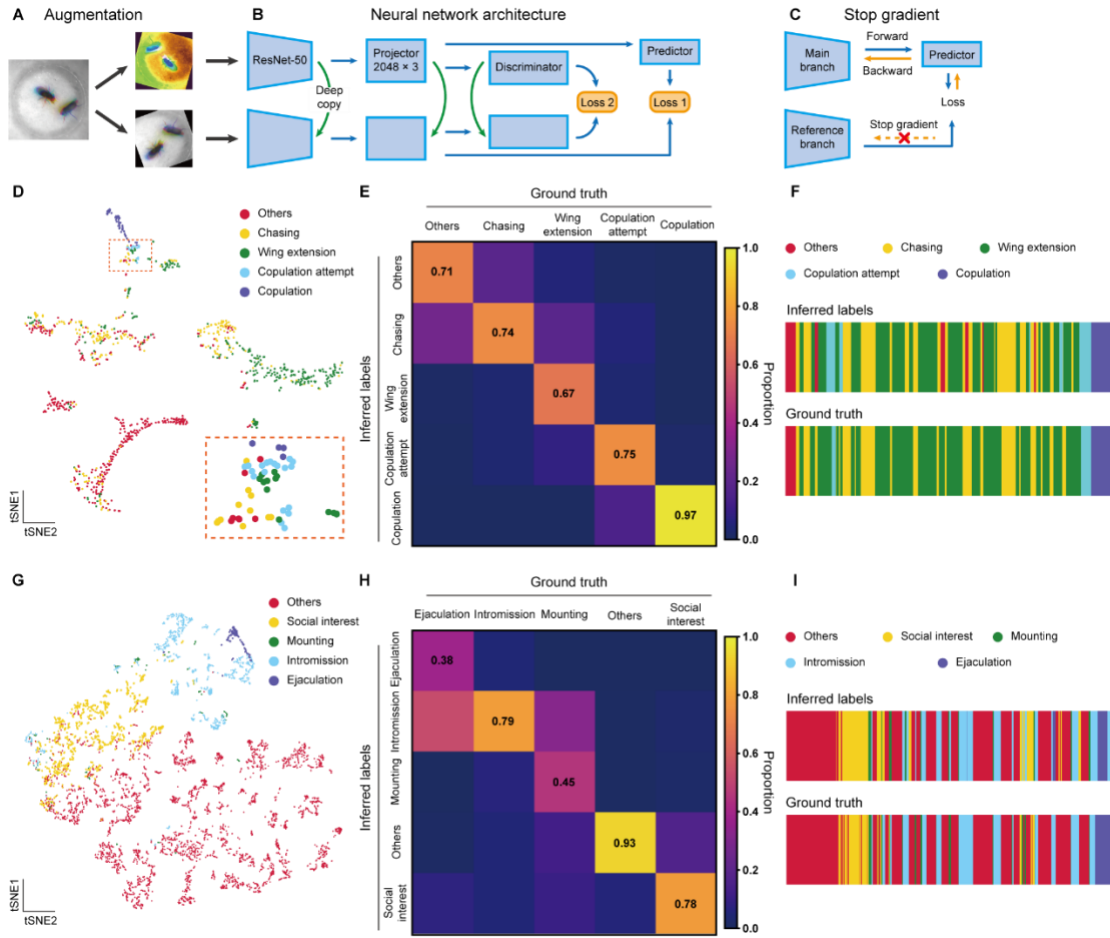 A Augmentation
B Neural network architecture
C Stop gradient
ResNet-50
Deep
copy
Projector
2048 × 3
Discriminator
Predictor
Loss 2
Loss 1
Main
branch
Forward
Backward
Predictor
Loss
Reference
branch
Stop gradient
D
Others
Chasing
Wing extension
Copulation attempt
Copulation
tSNE1
tSNE2
E
Ground truth
Others
Chasing
Wing
extension
Copulation
attempt
Copulation
Inferred labels
Others
Chasing
Wing
extension
Copulation
attempt
Copulation
0.71
0.74
0.67
0.75
0.97
1.0
0.8
0.6
0.4
0.2
0.0
Proportion
F
Others
Chasing
Wing extension
Copulation attempt
Copulation
Inferred labels
Ground truth
G
Others
Social interest
Mounting
Intromission
Ejaculation
tSNE1
tSNE2
H
Ground truth
Ejaculation
Intromission
Mounting
Others
Social
interest
Inferred labels
Ejaculation
Intromission
Mounting
Others
Social
interest
0.38
0.79
0.45
0.93
0.78
1.0
0.8
0.6
0.4
0.2
0.0
Proportion
I
Others
Social interest
Mounting
Intromission
Ejaculation
Inferred labels
Ground truth